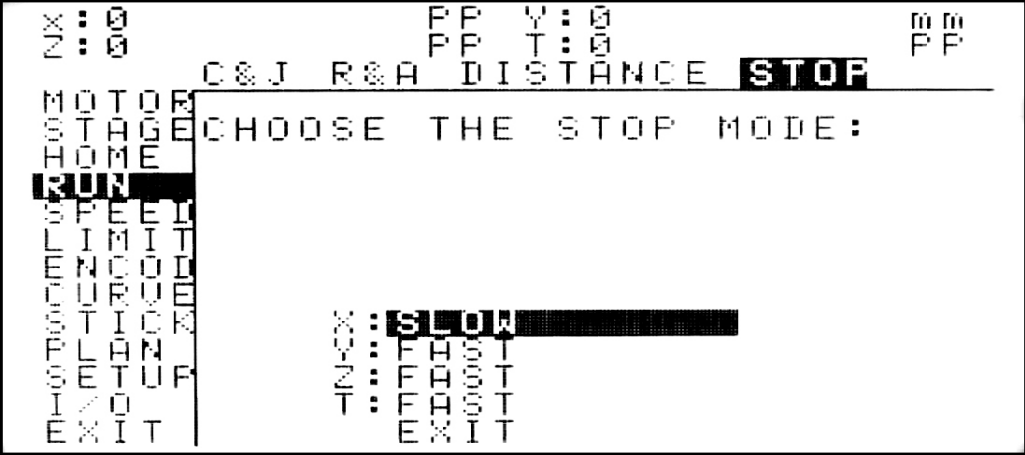 X:0 PP Y:0 mm
Z:0 PP T:0 PP
C&J R&A DISTANCE STOP
MOTOR
STAGE CHOOSE THE STOP MODE:
HOME
RUN
SPEED
LIMIT
ENCOD
CURVE
STICK X:SLOW
PLAN Y:FAST
SETUP Z:FAST
I/O T:FAST
EXIT EXIT